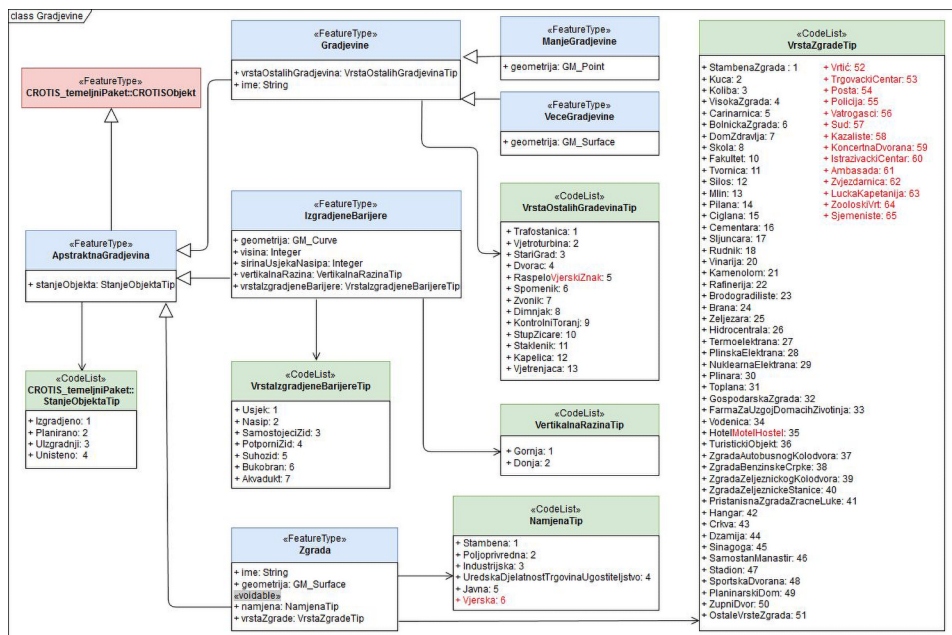 class Gradjevine
«FeatureType»
CROTIS_temeljniPaket::CROTISObjekt
«FeatureType»
Gradjevine
+ vrstaOstalihGradjevina: VrstaOstalihGradjevinaTip
+ ime: String
«FeatureType»
ManjeGradjevine
+ geometrija: GM_Point
«FeatureType»
VeceGradjevine
+ geometrija: GM_Surface
«FeatureType»
ApstraktnaGradjevina
+ stanjeObjekta: StanjeObjektaTip
«FeatureType»
IzgradjeneBarijere
+ geometrija: GM_Curve
+ visina: Integer
+ sirinaUsjekaNasipa: Integer
+ vertikalnaRazina: VertikalnaRazinaTip
+ vrstaIzgradjeneBarijere: VrstaIzgradjeneBarijereTip
«CodeList»
VrstaOstalihGradevinaTip
+ Trafostanica: 1
+ Vjetroturbina: 2
+ StariGrad: 3
+ Dvorac: 4
+ RaspeloVjerskiZnak: 5
+ Spomenik: 6
+ Zvonik: 7
+ Dimnjak: 8
+ KontrolniToranj: 9
+ StupZicare: 10
+ Staklenik: 11
+ Kapelica: 12
+ Vjetrenjaca: 13
«CodeList»
CROTIS_temeljniPaket::
StanjeObjektaTip
+ Izgradjeno: 1
+ Planirano: 2
+ UIzgradnji: 3
+ Unisteno: 4
«CodeList»
VrstaIzgradjeneBarijereTip
+ Usjek: 1
+ Nasip: 2
+ SamostojeciZid: 3
+ PotporniZid: 4
+ Suhozid: 5
+ Bukobran: 6
+ Akvadukt: 7
«CodeList»
VertikalnaRazinaTip
+ Gornja: 1
+ Donja: 2
«FeatureType»
Zgrada
+ ime: String
+ geometrija: GM_Surface
«voidable»
+ namjena: NamjenaTip
+ vrstaZgrade: VrstaZgradeTip
«CodeList»
NamjenaTip
+ Stambena: 1
+ Poljoprivredna: 2
+ Industrijska: 3
+ UredskaDjelatnostTrgovinaUgostiteljstvo: 4
+ Javna: 5
+ Vjerska: 6
«CodeList»
VrstaZgradeTip
+ StambenaZgrada : 1
+ Kuca: 2
+ Koliba: 3
+ VisokaZgrada: 4
+ Carinarnica: 5
+ BolnickaZgrada: 6
+ DomZdravlja: 7
+ Skola: 8
+ Fakultet: 10
+ Tvornica: 11
+ Silos: 12
+ Mlin: 13
+ Pilana: 14
+ Ciglana: 15
+ Cementara: 16
+ Sljuncara: 17
+ Rudnik: 18
+ Vinarija: 20
+ Kamenolom: 21
+ Rafinerija: 22
+ Brodogradiliste: 23
+ Brana: 24
+ Zeljezara: 25
+ Hidrocentrala: 26
+ Termoelektrana: 27
+ PlinskaElektrana: 28
+ NuklearnaElektrana: 29
+ Plinara: 30
+ Toplana: 31
+ GospodarskaZgrada: 32
+ FarmaZaUzgojDomacihZivotinja: 33
+ Vodenica: 34
+ HotelMotelHostel: 35
+ TuristickiObjekt: 36
+ ZgradaAutobusnogKolodvora: 37
+ ZgradaBenzinskeCrpke: 38
+ ZgradaZeljeznickogKolodvora: 39
+ ZgradaZeljeznickeStanice: 40
+ PristanisnaZgradaZracneLuke: 41
+ Hangar: 42
+ Crkva: 43
+ Dzamija: 44
+ Sinagoga: 45
+ SamostanManastir: 46
+ Stadion: 47
+ SportskaDvorana: 48
+ PlaninarskiDom: 49
+ ZupniDvor: 50
+ OstaleVrsteZgrada: 51
+ Vrtić: 52
+ TrgovackiCentar: 53
+ Posta: 54
+ Policija: 55
+ Vatrogasci: 56
+ Sud: 57
+ Kazaliste: 58
+ KoncertnaDvorana: 59
+ IstrazivackiCentar: 60
+ Ambasada: 61
+ Zvjezdarnica: 62
+ LuckaKapetanija: 63
+ ZooloskiVrt: 64
+ Sjemeniste: 65